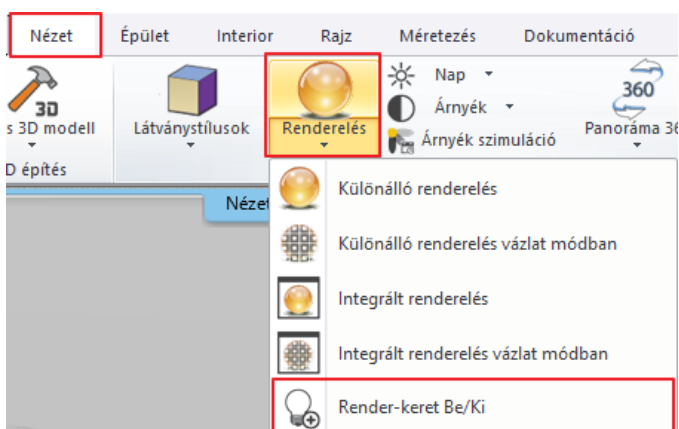 Nézet Épület Interior Rajz Méretezés Dokumentáció
3D
s 3D modell
D építés
Látványstílusok
Renderelés
Nap
Árnyék
Árnyék szimuláció
360
Panoráma 36
Nézet
Különálló renderelés
Különálló renderelés vázlat módban
Integrált renderelés
Integrált renderelés vázlat módban
Render-keret Be/Ki